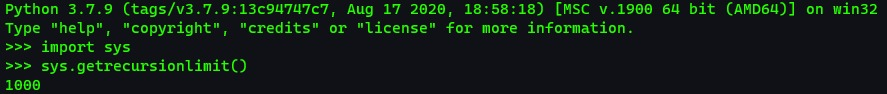 Python 3.7.9 (tags/v3.7.9:13c94747c7, Aug 17 2020, 18:58:18) [MSC v.1900 64 bit (AMD64)] on win32
Type "help", "copyright", "credits" or "license" for more information.
>>> import sys
>>> sys.getrecursionlimit()
1000